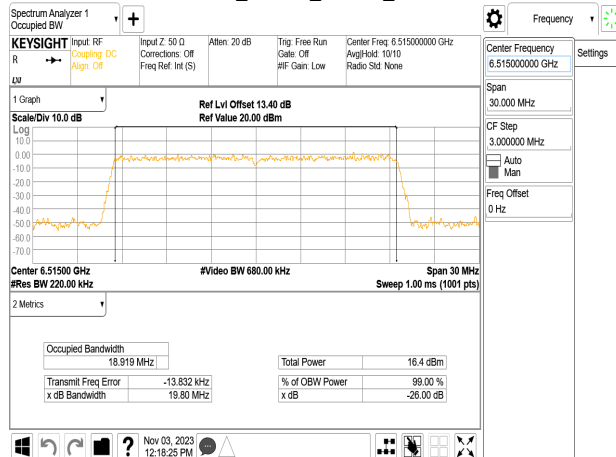 Spectrum Analyzer 1
Occupied BW
▼
+
Frequency ▼
KEYSIGHT
R
LNI
Input: RF
Coupling: DC
Align: Off
Input Z: 50 Ω
Corrections: Off
Freq Ref: Int (S)
Atten: 20 dB
Trig: Free Run
Gate: Off
#IF Gain: Low
Center Freq: 6.515000000 GHz
Avg|Hold: 10/10
Radio Std: None
Center Frequency
6.515000000 GHz
Settings
Span
30.000 MHz
CF Step
3.000000 MHz
Auto
Man
Freq Offset
0 Hz
1 Graph ▼
Scale/Div 10.0 dB
Ref Lvl Offset 13.40 dB
Ref Value 20.00 dBm
Log
10.0
0.00
-10.0
-20.0
-30.0
-40.0
-50.0
-60.0
-70.0
Center 6.51500 GHz #Video BW 680.00 kHz Span 30 MHz
#Res BW 220.00 kHz Sweep 1.00 ms (1001 pts)
2 Metrics ▼
Occupied Bandwidth
18.919 MHz
Total Power 16.4 dBm
Transmit Freq Error -13.832 kHz
% of OBW Power 99.00 %
x dB Bandwidth 19.80 MHz
x dB -26.00 dB
?
Nov 03, 2023
12:18:25 PM